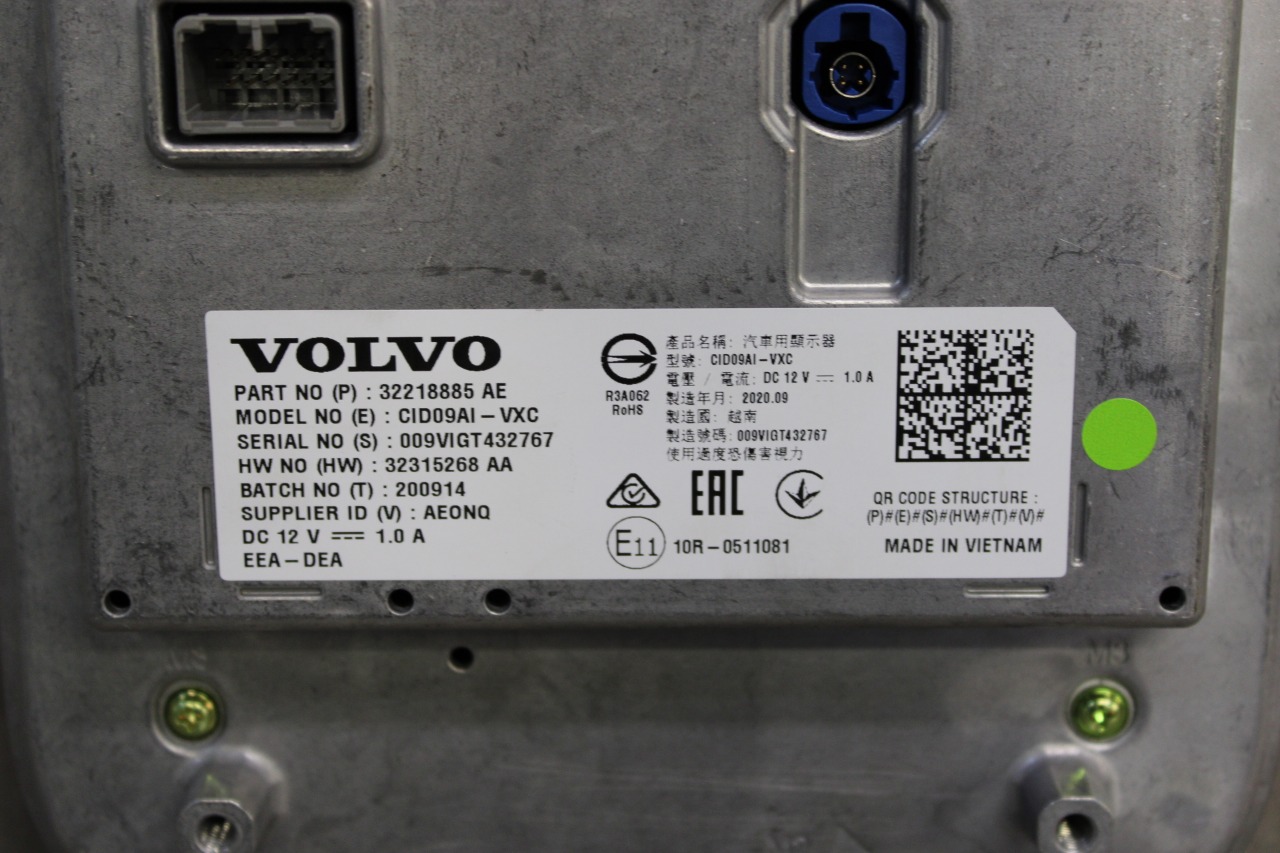 VOLVO
PART NO (P) : 32218885 AE
MODEL NO (E) : CID09AI-VXC
SERIAL NO (S) : 009VIGT432767
HW NO (HW) : 32315268 AA
BATCH NO (T) : 200914
SUPPLIER ID (V) : AEONQ
DC 12 V ⎓ 1.0 A
EEA-DEA
R3A062
RoHS
產品名稱: 汽車用顯示器
型號: CID09AI-VXC
電壓 / 電流: DC 12 V ⎓ 1.0 A
製造年月: 2020.09
製造國: 越南
製造號碼: 009VIGT432767
使用過度恐傷害視力
EAC
E11 10R-0511081
QR CODE STRUCTURE :
(P)#(E)#(S)#(HW)#(T)#(V)#
MADE IN VIETNAM
M3